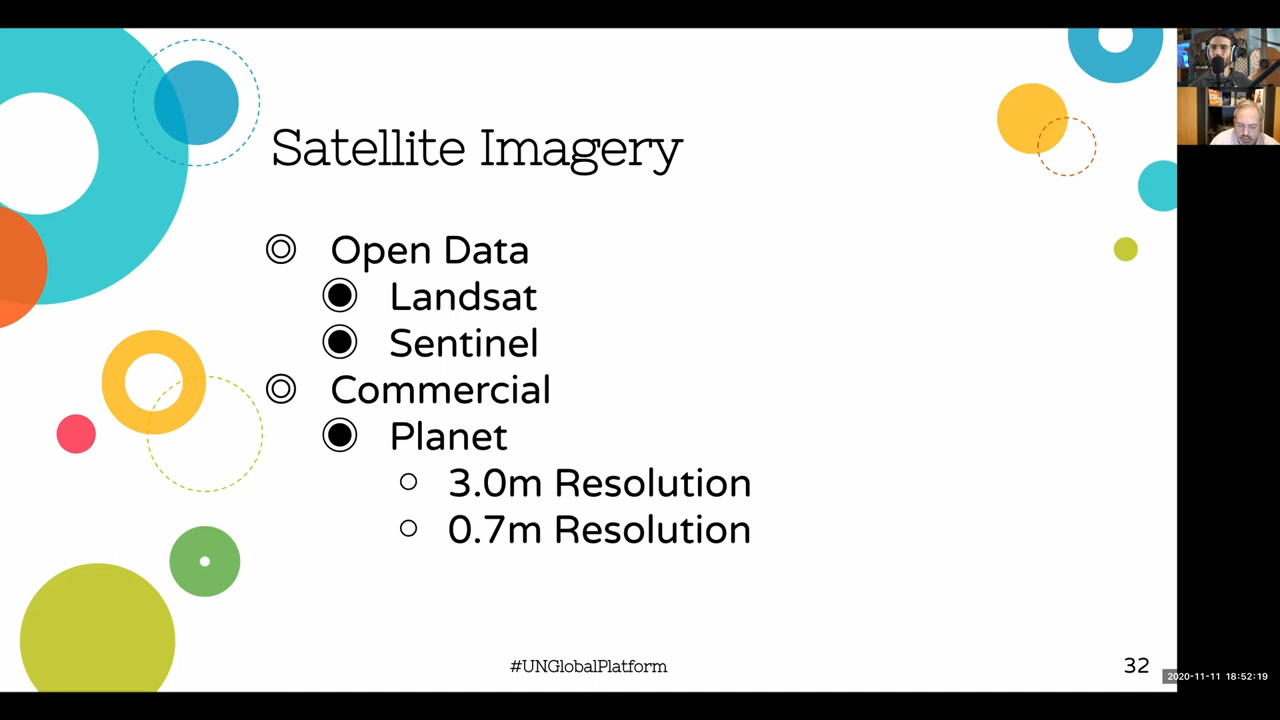 Satellite Imagery
Open Data
Landsat
Sentinel
Commercial
Planet
3.0m Resolution
0.7m Resolution
#UNGlobalPlatform
32
2020-11-11 18:52:19